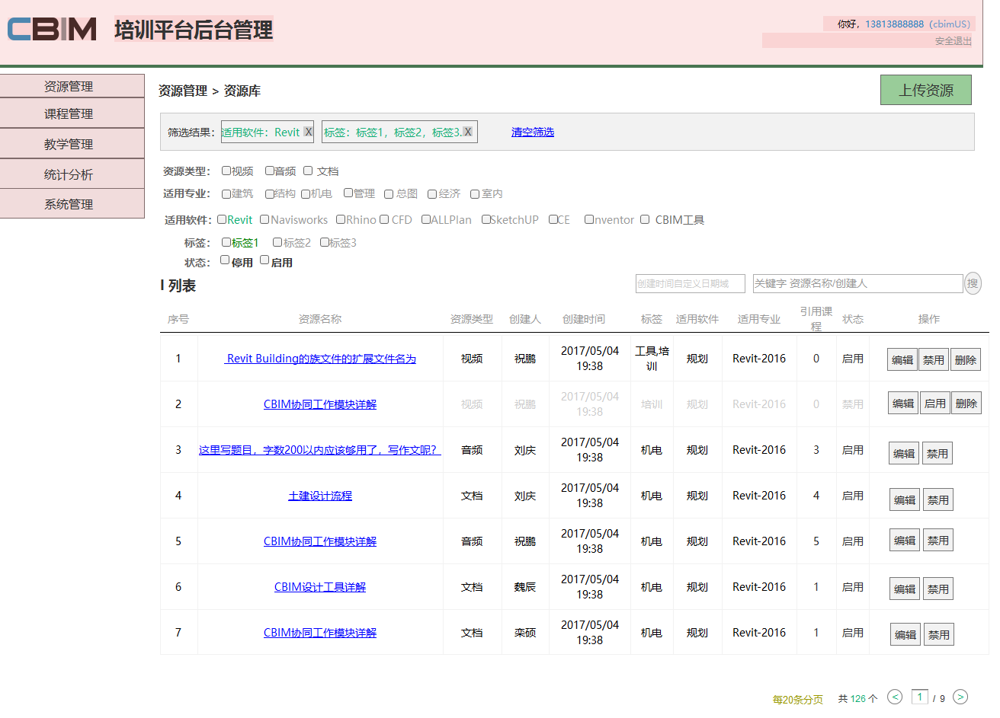 CBIM 培训平台后台管理
你好，13813888888（cbimUS）
安全退出
资源管理
课程管理
教学管理
统计分析
系统管理
资源管理 > 资源库
上传资源
筛选结果： 适用软件：Revit X 标签：标签1，标签2，标签3. X 清空筛选
资源类型： 视频 音频 文档
适用专业： 建筑 结构 机电 管理 总图 经济 室内
适用软件： Revit Navisworks Rhino CFD ALLPlan SketchUP CE nventor CBIM工具
标签： 标签1 标签2 标签3
状态： 停用 启用
I 列表
创建时间自定义日期域 关键字 资源名称/创建人 搜
序号 资源名称 资源类型 创建人 创建时间 标签 适用软件 适用专业 引用课程 状态 操作
1 Revit Building的族文件的扩展文件名为 视频 祝鹏 2017/05/04 19:38 工具,培训 规划 Revit-2016 0 启用 编辑 禁用 删除
2 CBIM协同工作模块详解 视频 祝鹏 2017/05/04 19:38 培训 规划 Revit-2016 0 禁用 编辑 启用 删除
3 这里写题目，字数200以内应该够用了，写作文呢？ 音频 刘庆 2017/05/04 19:38 机电 规划 Revit-2016 3 启用 编辑 禁用
4 土建设计流程 文档 刘庆 2017/05/04 19:38 机电 规划 Revit-2016 4 启用 编辑 禁用
5 CBIM协同工作模块详解 音频 祝鹏 2017/05/04 19:38 机电 规划 Revit-2016 5 启用 编辑 禁用
6 CBIM设计工具详解 文档 魏辰 2017/05/04 19:38 机电 规划 Revit-2016 1 启用 编辑 禁用
7 CBIM协同工作模块详解 文档 栾硕 2017/05/04 19:38 机电 规划 Revit-2016 1 启用 编辑 禁用
每20条分页 共 126 个 < 1 / 9 >